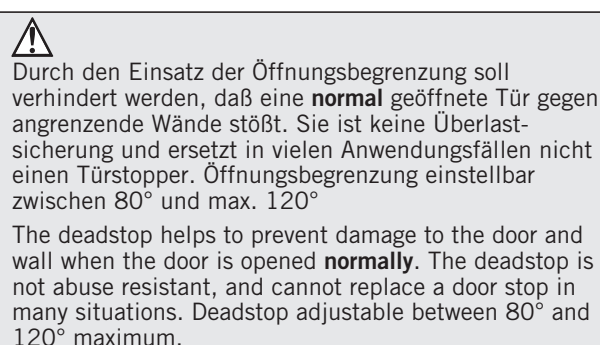 Durch den Einsatz der Öffnungsbegrenzung soll
verhindert werden, daß eine normal geöffnete Tür gegen
angrenzende Wände stößt. Sie ist keine Überlast-
sicherung und ersetzt in vielen Anwendungsfällen nicht
einen Türstopper. Öffnungsbegrenzung einstellbar
zwischen 80° und max. 120°
The deadstop helps to prevent damage to the door and
wall when the door is opened normally. The deadstop is
not abuse resistant, and cannot replace a door stop in
many situations. Deadstop adjustable between 80° and
120° maximum.